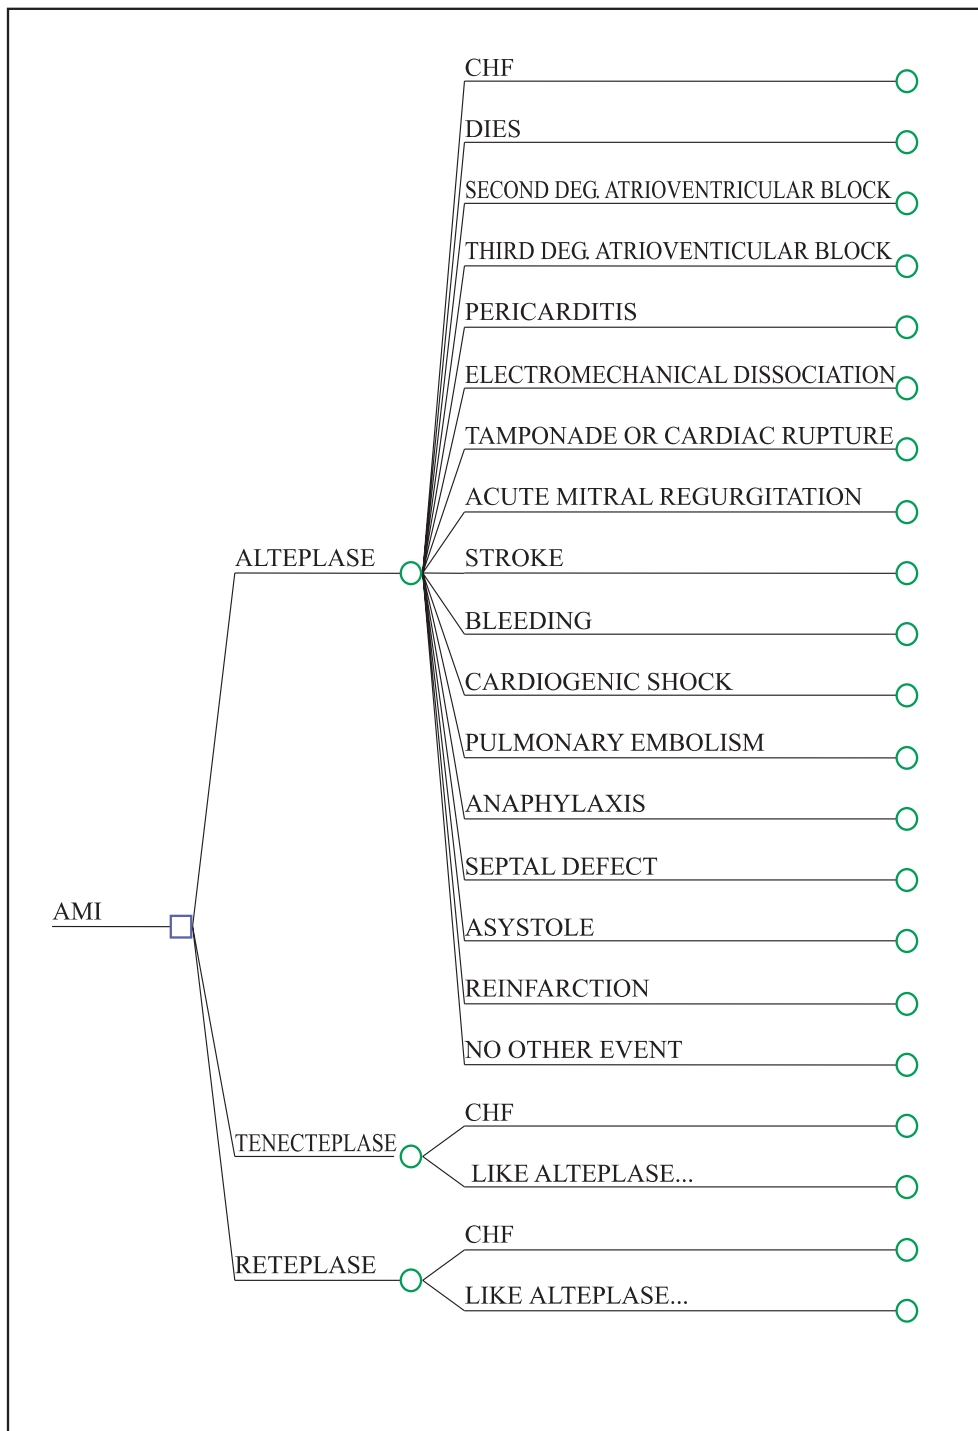 CHF
DIES
SECOND DEG. ATRIOVENTRICULAR BLOCK
THIRD DEG. ATRIOVENTICULAR BLOCK
PERICARDITIS
ELECTROMECHANICAL DISSOCIATION
TAMPONADE OR CARDIAC RUPTURE
ACUTE MITRAL REGURGITATION
ALTEPLASE
STROKE
BLEEDING
CARDIOGENIC SHOCK
PULMONARY EMBOLISM
ANAPHYLAXIS
SEPTAL DEFECT
AMI
ASYSTOLE
REINFARCTION
NO OTHER EVENT
CHF
TENECTEPLASE
LIKE ALTEPLASE...
CHF
RETEPLASE
LIKE ALTEPLASE...